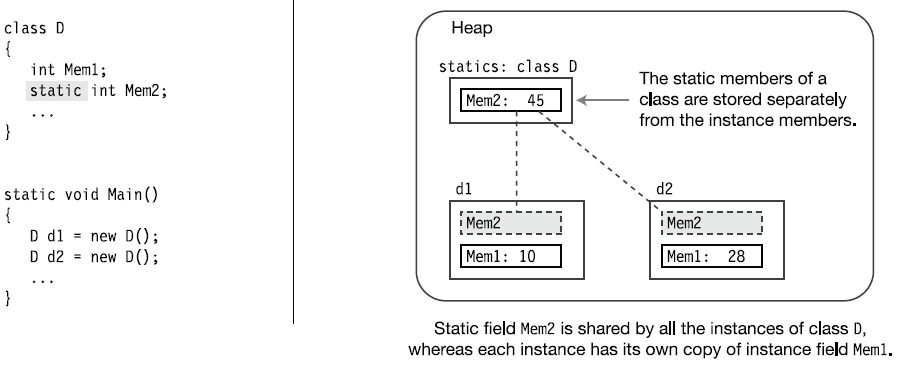 class D
{
int Mem1;
static int Mem2;
...
}
static void Main()
{
D d1 = new D();
D d2 = new D();
...
}
Heap
statics: class D
Mem2: 45
The static members of a
class are stored separately
from the instance members.
d1
Mem2
Mem1: 10
d2
Mem2
Mem1: 28
Static field Mem2 is shared by all the instances of class D,
whereas each instance has its own copy of instance field Mem1.